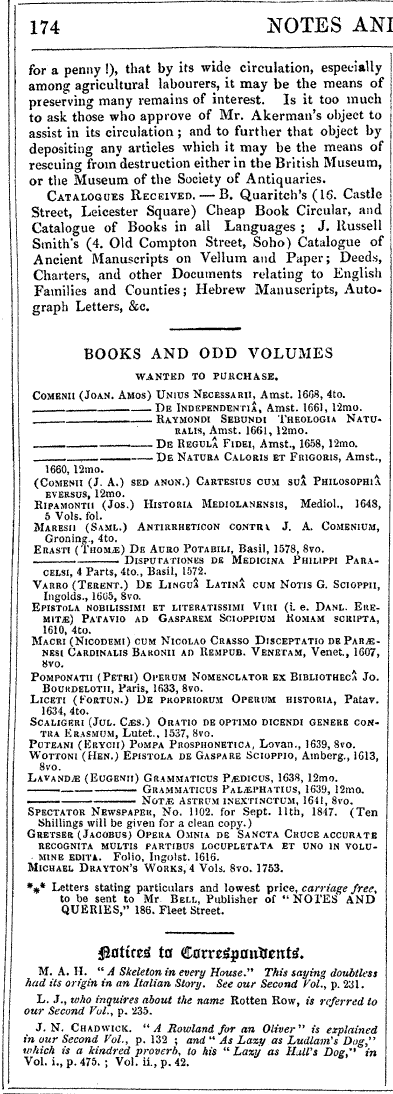 174
NOTES AND
for a penny!), that by its wide circulation, especially
among agricultural labourers, it may be the means of
preserving many remains of interest. Is it too much
to ask those who approve of Mr. Akerman's object to
assist in its circulation; and to further that object by
depositing any articles which it may be the means of
rescuing from destruction either in the British Museum,
or the Museum of the Society of Antiquaries.
CATALOGUES RECEIVED. — B. Quaritch's (16. Castle
Street, Leicester Square) Cheap Book Circular, and
Catalogue of Books in all Languages; J. Russell
Smith's (4. Old Compton Street, Soho) Catalogue of
Ancient Manuscripts on Vellum and Paper; Deeds,
Charters, and other Documents relating to English
Families and Counties; Hebrew Manuscripts, Auto-
graph Letters, &c.
BOOKS AND ODD VOLUMES
WANTED TO PURCHASE.
COMENII (JOAN. AMOS) UNIUS NECESSARII, Amst. 1668, 4to.
——————— DE INDEPENDENTIÂ, Amst. 1661, 12mo.
——————— RAYMONDI SEBUNDI THEOLOGIA NATU-
RALIS, Amst. 1661, 12mo.
——————— DE REGULÂ FIDEI, Amst., 1658, 12mo.
——————— DE NATURA CALORIS ET FRIGORIS, Amst.,
1660, 12mo.
(COMENII (J. A.) SED ANON.) CARTESIUS CUM SUÂ PHILOSOPHIÂ
EVERSUS, 12mo.
RIPAMONTII (JOS.) HISTORIA MEDIOLANENSIS, Mediol., 1648,
5 Vols. fol.
MARESII (SAML.) ANTIRRHETICON CONTRA J. A. COMENIUM,
Groning., 4to.
ERASTI (THOMÆ) DE AURO POTABILI, Basil, 1578, 8vo.
——————— DISPUTATIONES DE MEDICINA PHILIPPI PARA-
CELSI, 4 Parts, 4to., Basil, 1572.
VARRO (TERENT.) DE LINGUÂ LATINÂ CUM NOTIS G. SCIOPPII,
Ingolds., 1605, 8vo.
EPISTOLA NOBILISSIMI ET LITERATISSIMI VIRI (i. e. DANL. ERE-
MITÆ) PATAVIO AD GASPAREM SCIOPPIUM ROMAM SCRIPTA,
1610, 4to.
MACRI (NICODEMI) CUM NICOLAO CRASSO DISCEPTATIO DE PARÆ-
NESI CARDINALIS BARONII AD REMPUB. VENETAM, Venet., 1607,
8vo.
POMPONATII (PETRI) OPERUM NOMENCLATOR EX BIBLIOTHECÂ JO.
BOURDELOTII, Paris, 1633, 8vo.
LICETI (FORTUN.) DE PROPRIORUM OPERUM HISTORIA, Patav.
1634, 4to.
SCALIGERI (JUL. CÆS.) ORATIO DE OPTIMO DICENDI GENERE CON-
TRA ERASMUM, Lutet., 1537, 8vo.
PUTEANI (ERYCII) POMPA PROSPHONETICA, Lovan., 1639, 8vo.
WOTTONI (HEN.) EPISTOLA DE GASPARE SCIOPPIO, Amberg., 1613,
8vo.
LAVANDÆ (EUGENII) GRAMMATICUS PÆDICUS, 1638, 12mo.
——————— GRAMMATICUS PALÆPHATIUS, 1639, 12mo.
——————— NOTÆ ASTRUM INEXTINCTUM, 1641, 8vo.
SPECTATOR NEWSPAPER, No. 1102. for Sept. 11th, 1847. (Ten
Shillings will be given for a clean copy.)
GRETSER (JACOBUS) OPERA OMNIA DE SANCTA CRUCE ACCURATE
RECOGNITA MULTIS PARTIBUS LOCUPLETATA ET UNO IN VOLU-
MINE EDITA. Folio, Ingolst. 1616.
MICHAEL DRAYTON'S WORKS, 4 Vols. 8vo. 1753.
*** Letters stating particulars and lowest price, carriage free,
to be sent to MR. BELL, Publisher of "NOTES AND
QUERIES," 186. Fleet Street.
Notices to Correspondents.
M. A. H. "A Skeleton in every House." This saying doubtless
had its origin in an Italian Story. See our Second Vol., p. 231.
L. J., who inquires about the name Rotten Row, is referred to
our Second Vol., p. 235.
J. N. CHADWICK. "A Rowland for an Oliver" is explained
in our Second Vol., p. 132 ; and "As Lazy as Ludlam's Dog,"
which is a kindred proverb, to his "Lazy as Hall's Dog," in
Vol. i., p. 475. ; Vol. ii., p. 42.